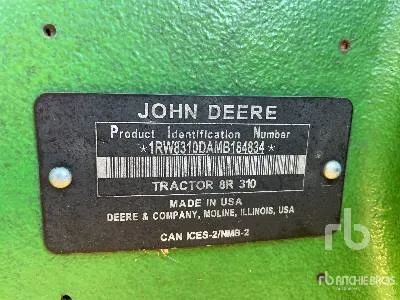 JOHN DEERE
Product Identification Number
*1RW8310DAMB184834*
TRACTOR 8R 310
MADE IN USA
DEERE & COMPANY, MOLINE, ILLINOIS, USA
CAN ICES-2/NMB-2
rb
RITCHIE BROS